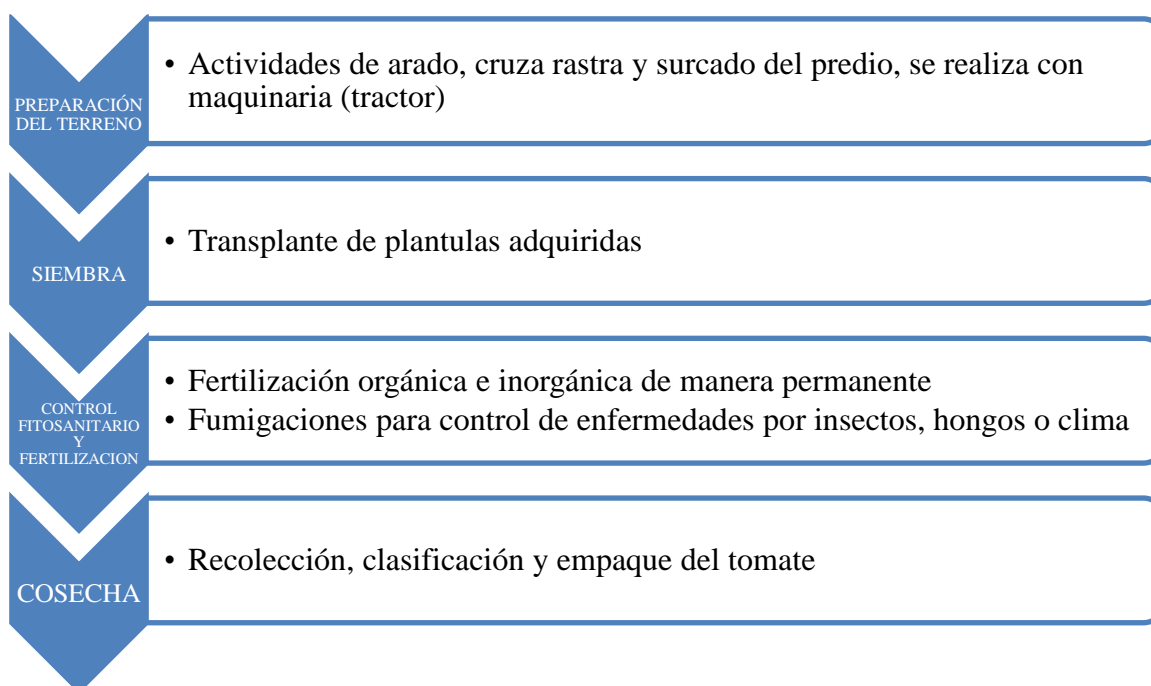 PREPARACIÓN
DEL TERRENO
• Actividades de arado, cruza rastra y surcado del predio, se realiza con
maquinaria (tractor)
SIEMBRA
• Transplante de plantulas adquiridas
CONTROL
FITOSANITARIO
Y
FERTILIZACION
• Fertilización orgánica e inorgánica de manera permanente
• Fumigaciones para control de enfermedades por insectos, hongos o clima
COSECHA
• Recolección, clasificación y empaque del tomate